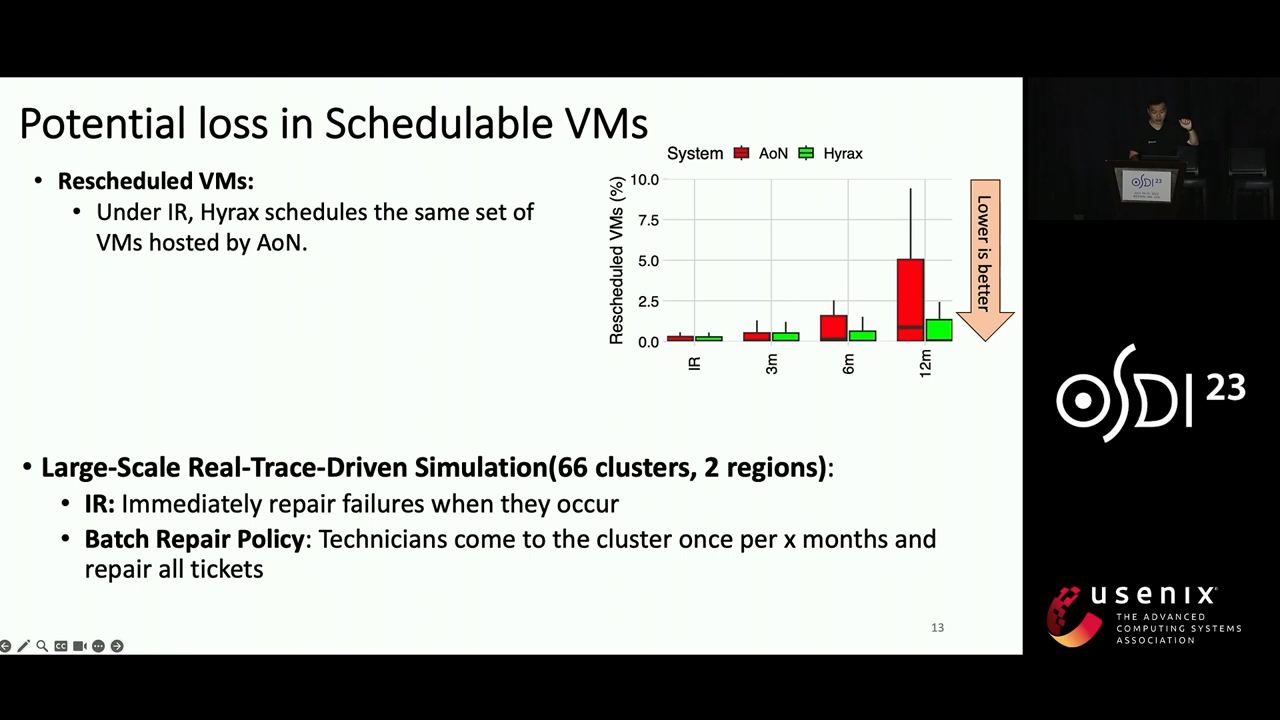 Potential loss in Schedulable VMs
• Rescheduled VMs:
• Under IR, Hyrax schedules the same set of
VMs hosted by AoN.
System AoN Hyrax
Rescheduled VMs (%)
10.0
7.5
5.0
2.5
0.0
IR
3m
6m
12m
Lower is better
• Large-Scale Real-Trace-Driven Simulation(66 clusters, 2 regions):
• IR: Immediately repair failures when they occur
• Batch Repair Policy: Technicians come to the cluster once per x months and
repair all tickets
13
CC
OSDI 23
OSDI 23
usenix
THE ADVANCED
COMPUTING SYSTEMS
ASSOCIATION